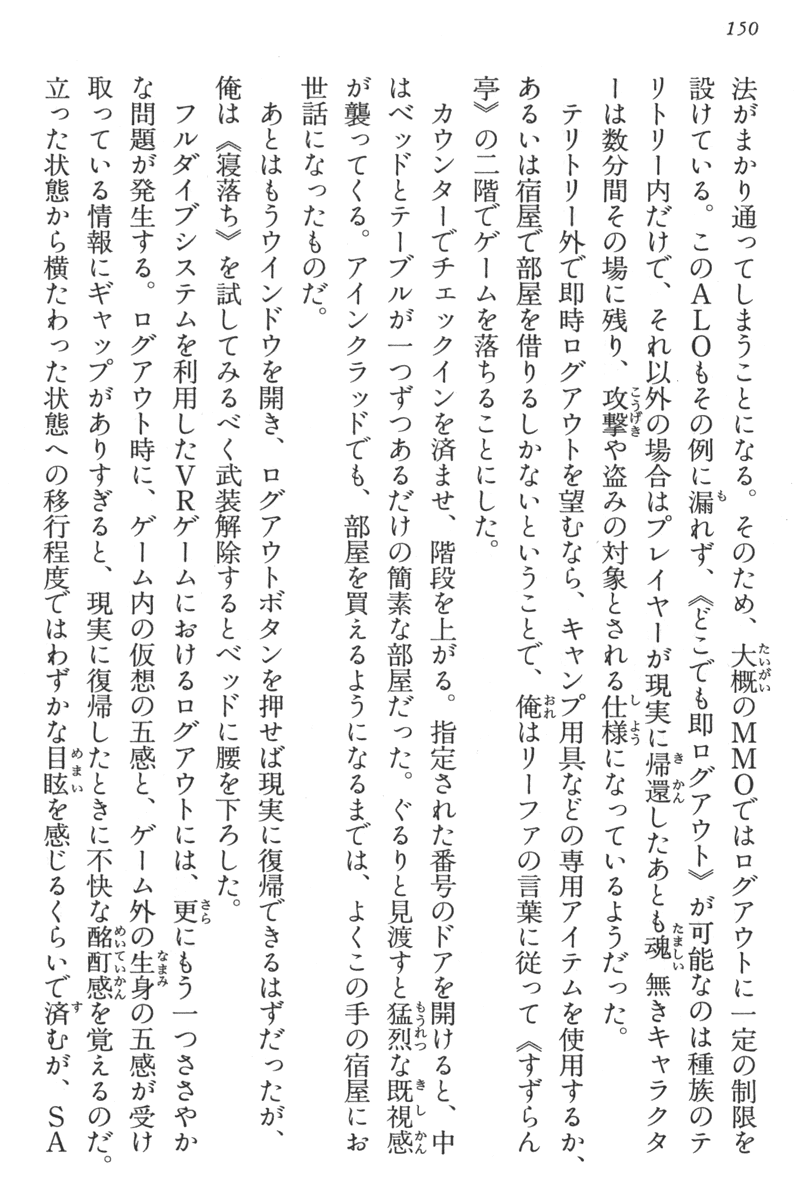 150
法がまかり通ってしまうことになる。そのため、大概のMMOではログアウトに一定の制限を
設けている。このALOもその例に漏れず、《どこでも即ログアウト》が可能なのは種族のテ
リトリー内だけで、それ以外の場合はプレイヤーが現実に帰還したあとも魂無きキャラクタ
ーは数分間その場に残り、攻撃や盗みの対象とされる仕様になっているようだった。
テリトリー外で即時ログアウトを望むなら、キャンプ用具などの専用アイテムを使用するか、
あるいは宿屋で部屋を借りるしかないということで、俺はリーファの言葉に従って《すずらん
亭》の二階でゲームを落ちることにした。
カウンターでチェックインを済ませ、階段を上がる。指定された番号のドアを開けると、中
はベッドとテーブルが一つずつあるだけの簡素な部屋だった。ぐるりと見渡すと猛烈な既視感
が襲ってくる。アインクラッドでも、部屋を買えるようになるまでは、よくこの手の宿屋にお
世話になったものだ。
あとはもうウインドウを開き、ログアウトボタンを押せば現実に復帰できるはずだったが、
俺は《寝落ち》を試してみるべく武装解除するとベッドに腰を下ろした。
フルダイブシステムを利用したVRゲームにおけるログアウトには、更にもう一つささやか
な問題が発生する。ログアウト時に、ゲーム内の仮想の五感と、ゲーム外の生身の五感が受け
取っている情報にギャップがありすぎると、現実に復帰したときに不快な酩酊感を覚えるのだ。
立った状態から横たわった状態への移行程度ではわずかな目眩を感じるくらいで済むが、SA